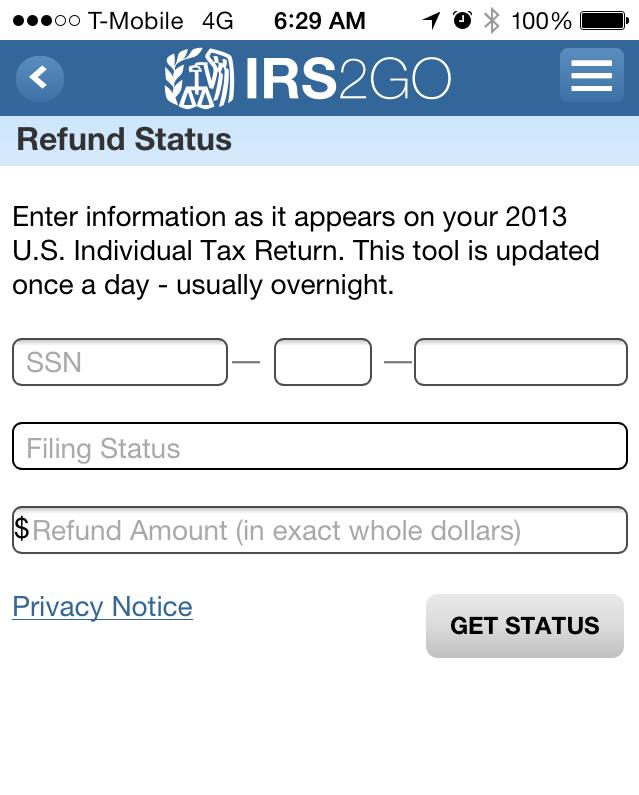 T-Mobile 4G 6:29 AM 100%
IRS2GO
Refund Status
Enter information as it appears on your 2013
U.S. Individual Tax Return. This tool is updated
once a day - usually overnight.
SSN
Filing Status
$Refund Amount (in exact whole dollars)
Privacy Notice
GET STATUS